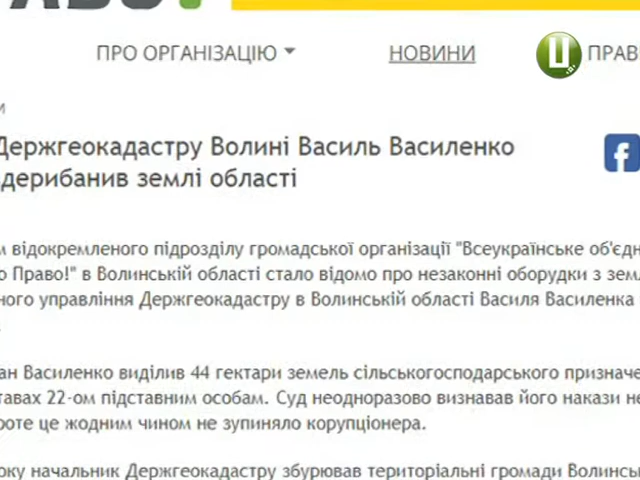 ПРО ОРГАНІЗАЦІЮ НОВИНИ Ц ПРАВ
Держгеокадастру Волині Василь Василенко
дерибанив землі області
м відокремленого підрозділу громадської організації "Всеукраїнське об'єдн
о Право!" в Волинській області стало відомо про незаконні оборудки з земл
ного управління Держгеокадастру в Волинській області Василя Василенка
ан Василенко виділив 44 гектари земель сільськогосподарського призначе
тавах 22-ом підставним особам. Суд неодноразово визнавав його накази не
роте це жодним чином не зупиняло корупціонера.
оку начальник Держгеокадастру збурював територіальні громади Волинсь